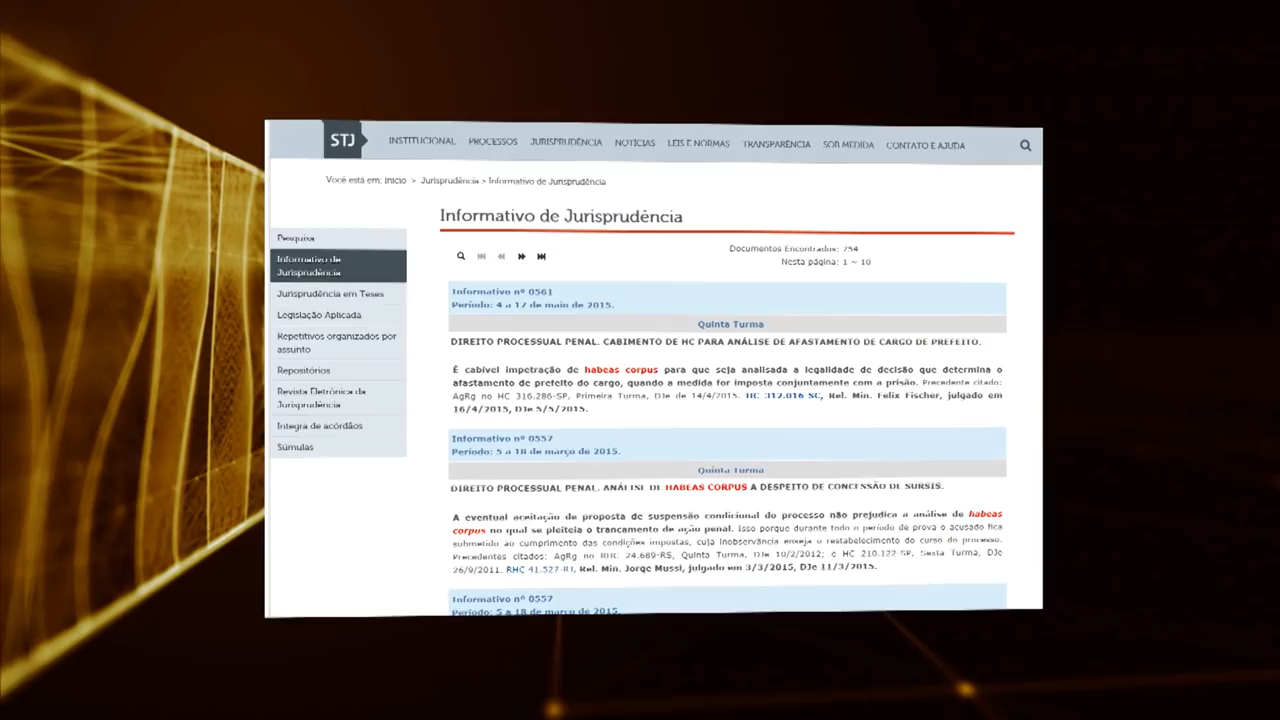 STJ INSTITUCIONAL PROCESSOS JURISPRUDÊNCIA NOTÍCIAS LEIS E NORMAS TRANSPARÊNCIA SOB MEDIDA CONTATO E AJUDA
Você está em: Início > Jurisprudência > Informativo de Jurisprudência
Informativo de Jurisprudência
Pesquisa
Informativo de
Jurisprudência
Jurisprudência em Teses
Legislação Aplicada
Repetitivos organizados por
assunto
Repositórios
Revista Eletrônica da
Jurisprudência
Íntegra de acórdãos
Súmulas
Documentos Encontrados: 754
Nesta página: 1 ~ 10
Informativo nº 0561
Período: 4 a 17 de maio de 2015.
Quinta Turma
DIREITO PROCESSUAL PENAL. CABIMENTO DE HC PARA ANÁLISE DE AFASTAMENTO DE CARGO DE PREFEITO.
É cabível impetração de habeas corpus para que seja analisada a legalidade de decisão que determina o
afastamento de prefeito do cargo, quando a medida for imposta conjuntamente com a prisão. Precedente citado:
AgRg no HC 316.286-SP, Primeira Turma, DJe de 14/4/2015. HC 312.016-SC, Rel. Min. Felix Fischer, julgado em
16/4/2015, DJe 5/5/2015.
Informativo nº 0557
Período: 5 a 18 de março de 2015.
Quinta Turma
DIREITO PROCESSUAL PENAL. ANÁLISE DE HABEAS CORPUS A DESPEITO DE CONCESSÃO DE SURSIS.
A eventual aceitação de proposta de suspensão condicional do processo não prejudica a análise de habeas
corpus no qual se pleiteia o trancamento de ação penal. Isso porque durante todo o período de prova o acusado fica
submetido ao cumprimento das condições impostas, cuja inobservância enseja o restabelecimento do curso do processo.
Precedentes citados: AgRg no RHC 24.689-RS, Quinta Turma, DJe 10/2/2012; e HC 210.122-SP, Sexta Turma, DJe
26/9/2011. RHC 41.527-RJ, Rel. Min. Jorge Mussi, julgado em 3/3/2015, DJe 11/3/2015.
Informativo nº 0557
Período: 5 a 18 de março de 2015.